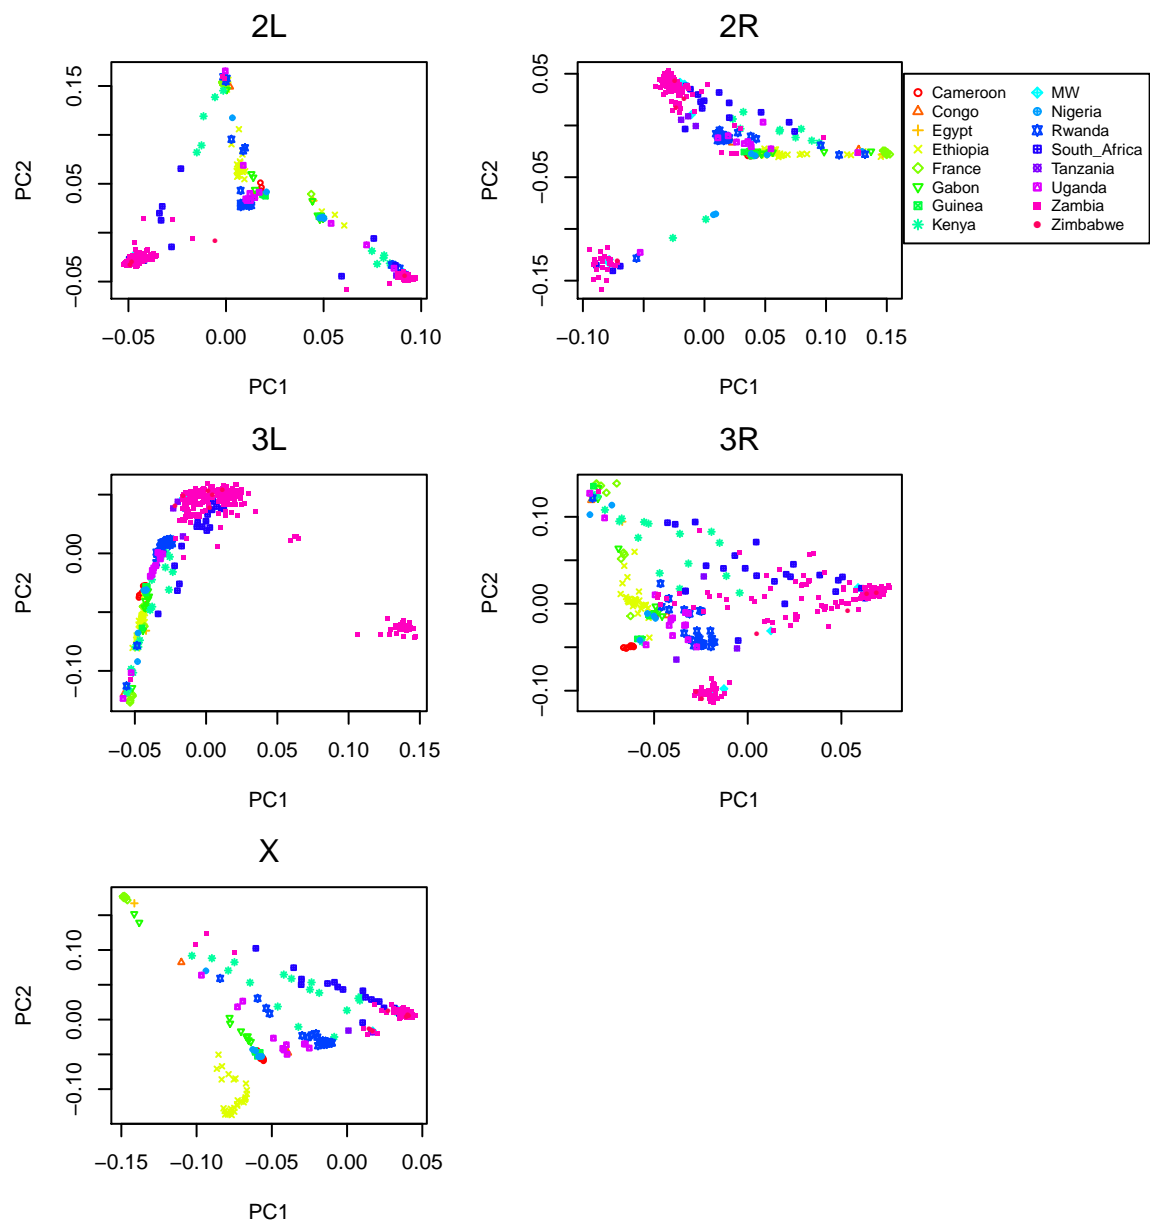 2L
0.15
0.05
−0.05
PC2
−0.05
0.00
0.05
0.10
PC1
2R
0.05
−0.05
−0.15
PC2
−0.10
0.00
0.05
0.10
0.15
PC1
Cameroon
Congo
Egypt
Ethiopia
France
Gabon
Guinea
Kenya
MW
Nigeria
Rwanda
South_Africa
Tanzania
Uganda
Zambia
Zimbabwe
3L
0.00
−0.10
PC2
−0.05
0.00
0.05
0.10
0.15
PC1
3R
0.10
0.00
−0.10
PC2
−0.05
0.00
0.05
PC1
X
0.10
0.00
−0.10
PC2
−0.15
−0.10
−0.05
0.00
0.05
PC1